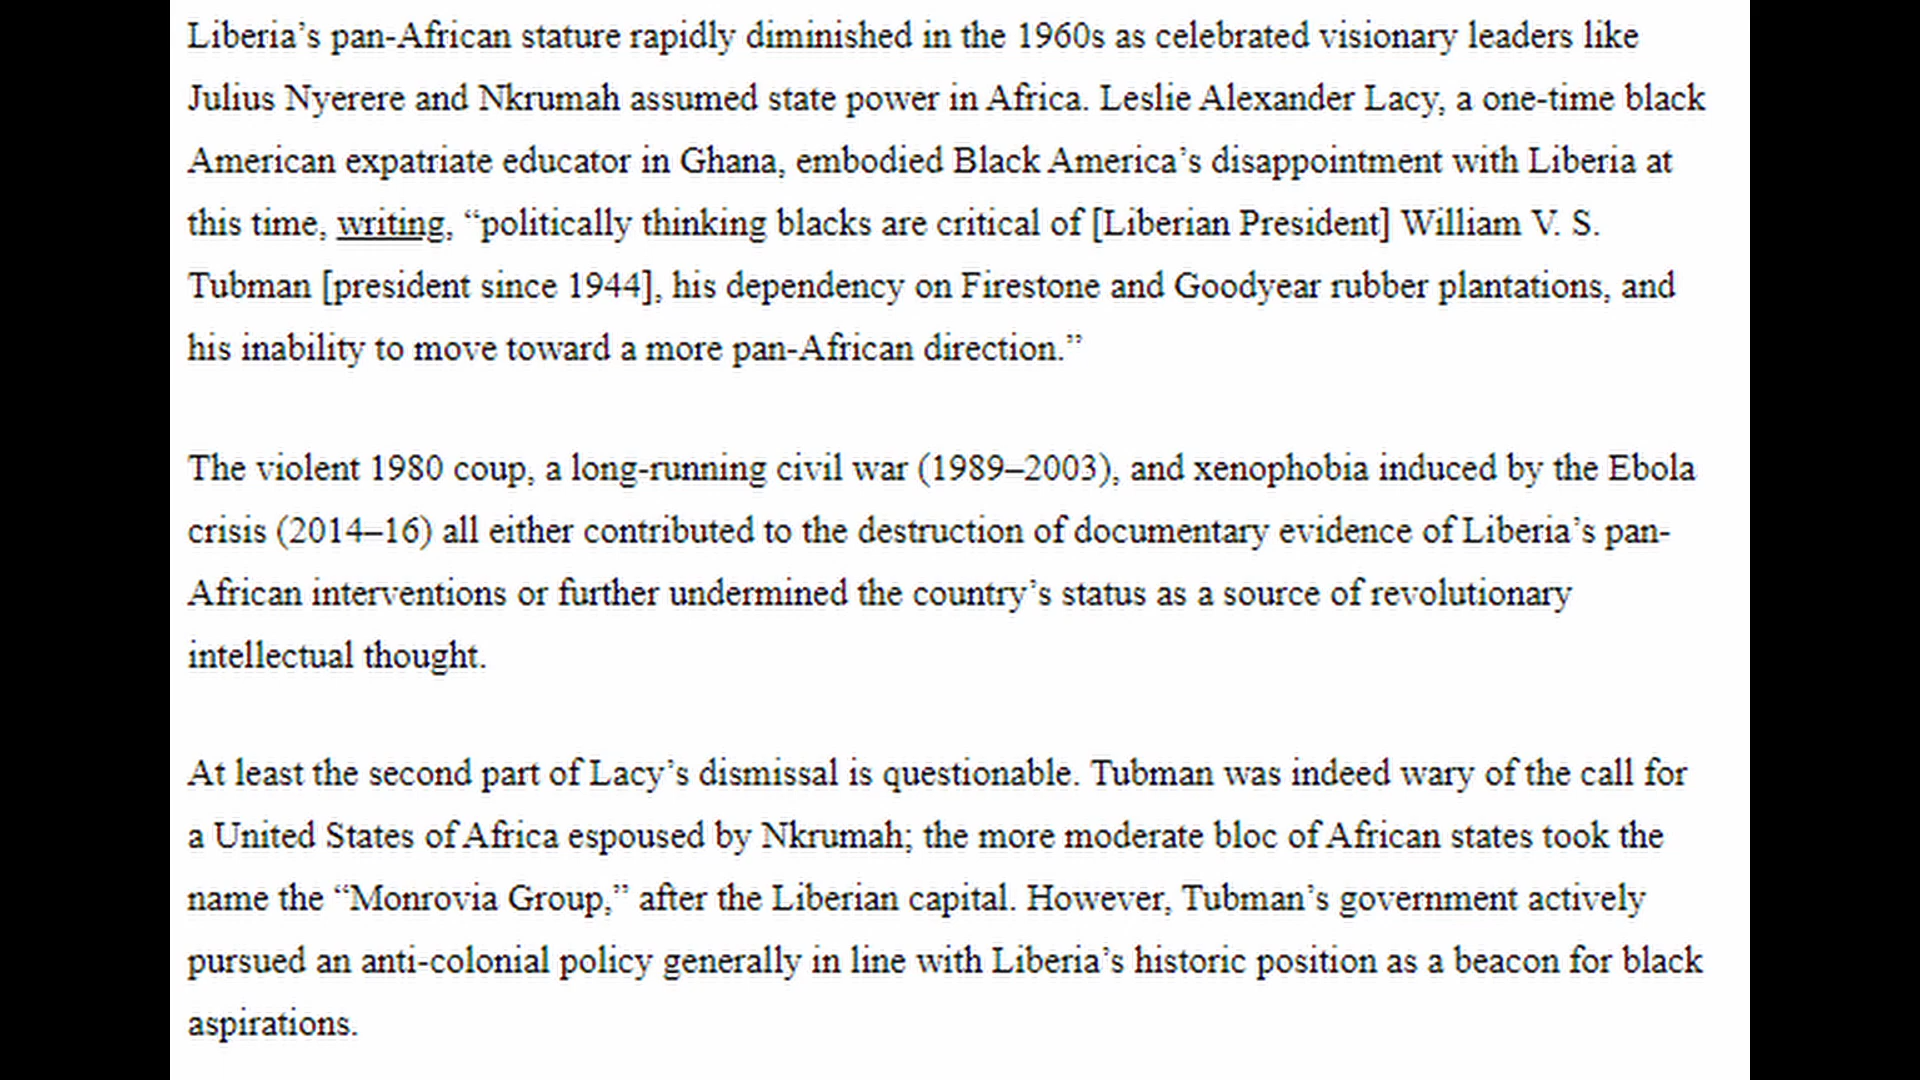 Liberia’s pan-African stature rapidly diminished in the 1960s as celebrated visionary leaders like
Julius Nyerere and Nkrumah assumed state power in Africa. Leslie Alexander Lacy, a one-time black
American expatriate educator in Ghana, embodied Black America’s disappointment with Liberia at
this time, writing, “politically thinking blacks are critical of [Liberian President] William V. S.
Tubman [president since 1944], his dependency on Firestone and Goodyear rubber plantations, and
his inability to move toward a more pan-African direction.”
The violent 1980 coup, a long-running civil war (1989–2003), and xenophobia induced by the Ebola
crisis (2014–16) all either contributed to the destruction of documentary evidence of Liberia’s pan-
African interventions or further undermined the country’s status as a source of revolutionary
intellectual thought.
At least the second part of Lacy’s dismissal is questionable. Tubman was indeed wary of the call for
a United States of Africa espoused by Nkrumah; the more moderate bloc of African states took the
name the “Monrovia Group,” after the Liberian capital. However, Tubman’s government actively
pursued an anti-colonial policy generally in line with Liberia’s historic position as a beacon for black
aspirations.